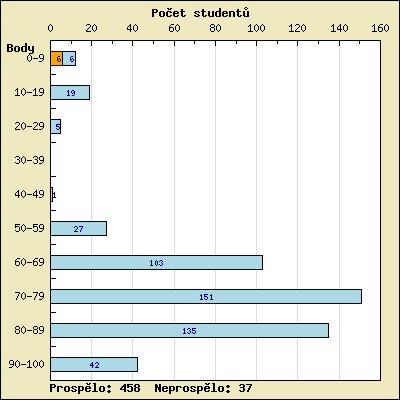 Počet studentů
0 20 40 60 80 100 120 140 160
Body
0-9 6 6
10-19 19
20-29 5
30-39
40-49 1
50-59 27
60-69 103
70-79 151
80-89 135
90-100 42
Prospělo: 458 Neprospělo: 37